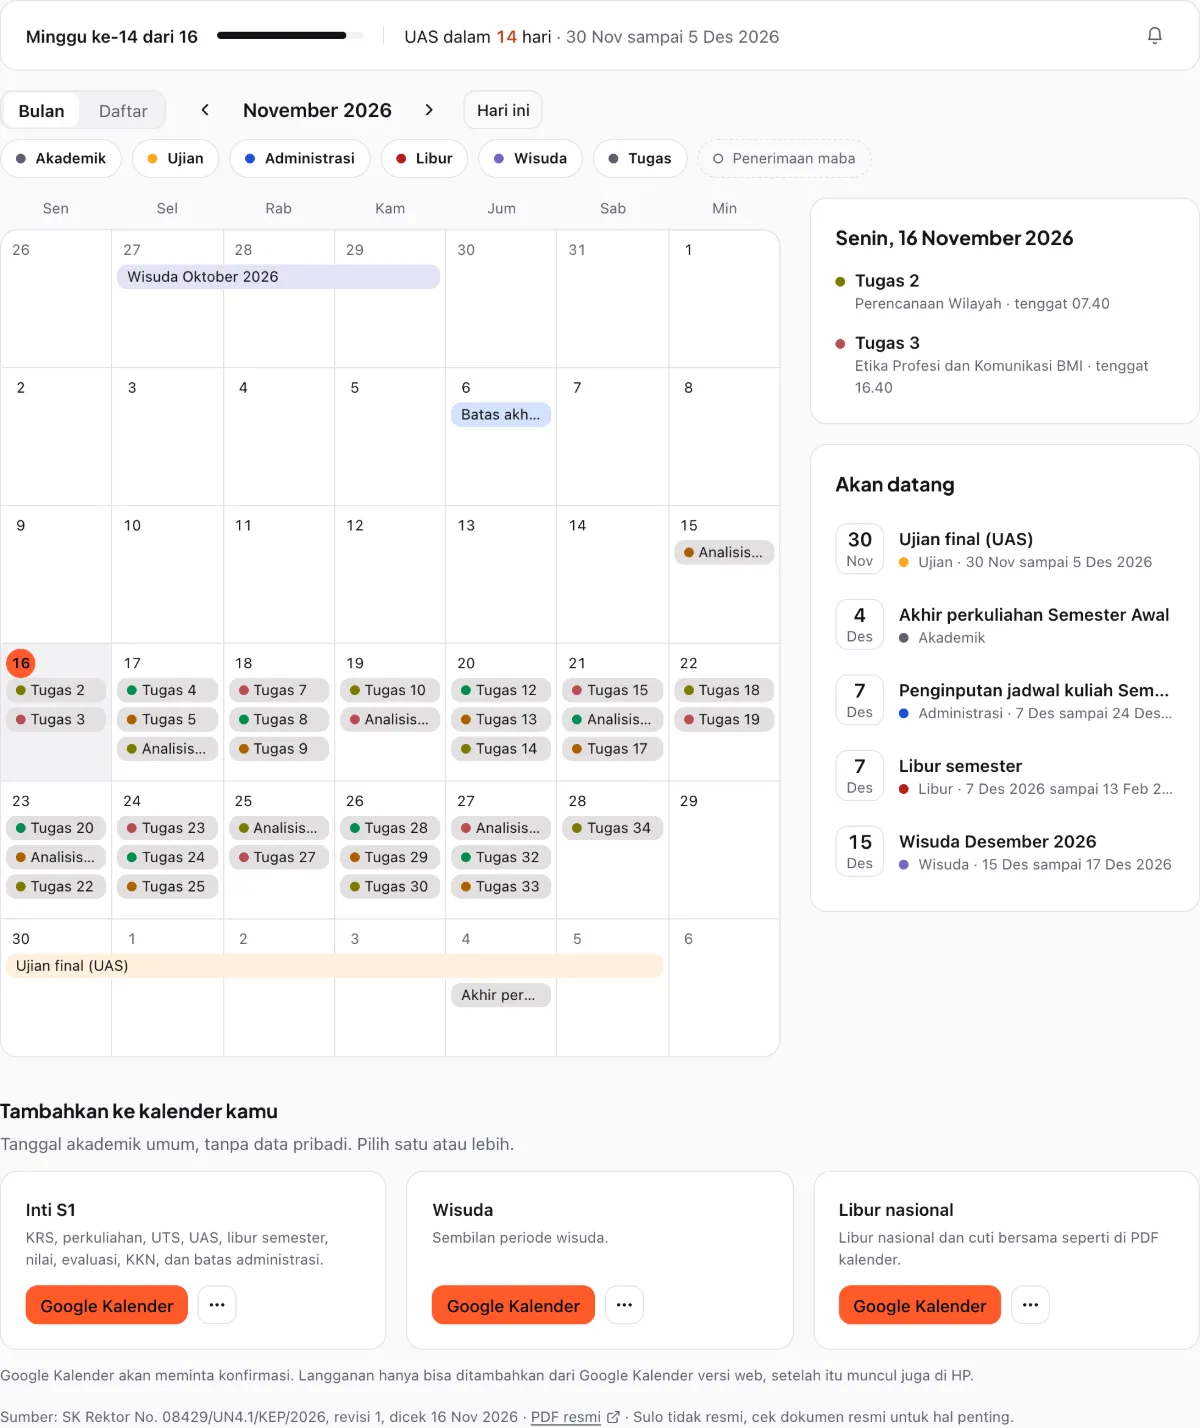 Minggu ke-14 dari 16
UAS dalam 14 hari · 30 Nov sampai 5 Des 2026
Bulan
Daftar
November 2026
Hari ini
Akademik
Ujian
Administrasi
Libur
Wisuda
Tugas
Penerimaan maba
Sen Sel Rab Kam Jum Sab Min
26 27 28 29 30 31 1
Wisuda Oktober 2026
2 3 4 5 6 7 8
Batas akh...
9 10 11 12 13 14 15
Analisis...
16 17 18 19 20 21 22
Tugas 2 Tugas 4 Tugas 7 Tugas 10 Tugas 12 Tugas 15 Tugas 18
Tugas 3 Tugas 5 Tugas 8 Analisis... Tugas 13 Analisis... Tugas 19
Analisis... Tugas 9 Tugas 14 Tugas 17
23 24 25 26 27 28 29
Tugas 20 Tugas 23 Analisis... Tugas 28 Analisis... Tugas 34
Analisis... Tugas 24 Tugas 27 Tugas 29 Tugas 32
Tugas 22 Tugas 25 Tugas 30 Tugas 33
30 1 2 3 4 5 6
Ujian final (UAS)
Akhir per...
Senin, 16 November 2026
Tugas 2
Perencanaan Wilayah · tenggat 07.40
Tugas 3
Etika Profesi dan Komunikasi BMI · tenggat
16.40
Akan datang
30 Nov
Ujian final (UAS)
Ujian · 30 Nov sampai 5 Des 2026
4 Des
Akhir perkuliahan Semester Awal
Akademik
7 Des
Penginputan jadwal kuliah Sem...
Administrasi · 7 Des sampai 24 Des...
7 Des
Libur semester
Libur · 7 Des 2026 sampai 13 Feb 2...
15 Des
Wisuda Desember 2026
Wisuda · 15 Des sampai 17 Des 2026
Tambahkan ke kalender kamu
Tanggal akademik umum, tanpa data pribadi. Pilih satu atau lebih.
Inti S1
KRS, perkuliahan, UTS, UAS, libur semester,
nilai, evaluasi, KKN, dan batas administrasi.
Google Kalender
Wisuda
Sembilan periode wisuda.
Google Kalender
Libur nasional
Libur nasional dan cuti bersama seperti di PDF
kalender.
Google Kalender
Google Kalender akan meminta konfirmasi. Langganan hanya bisa ditambahkan dari Google Kalender versi web, setelah itu muncul juga di HP.
Sumber: SK Rektor No. 08429/UN4.1/KEP/2026, revisi 1, dicek 16 Nov 2026 · PDF resmi · Sulo tidak resmi, cek dokumen resmi untuk hal penting.